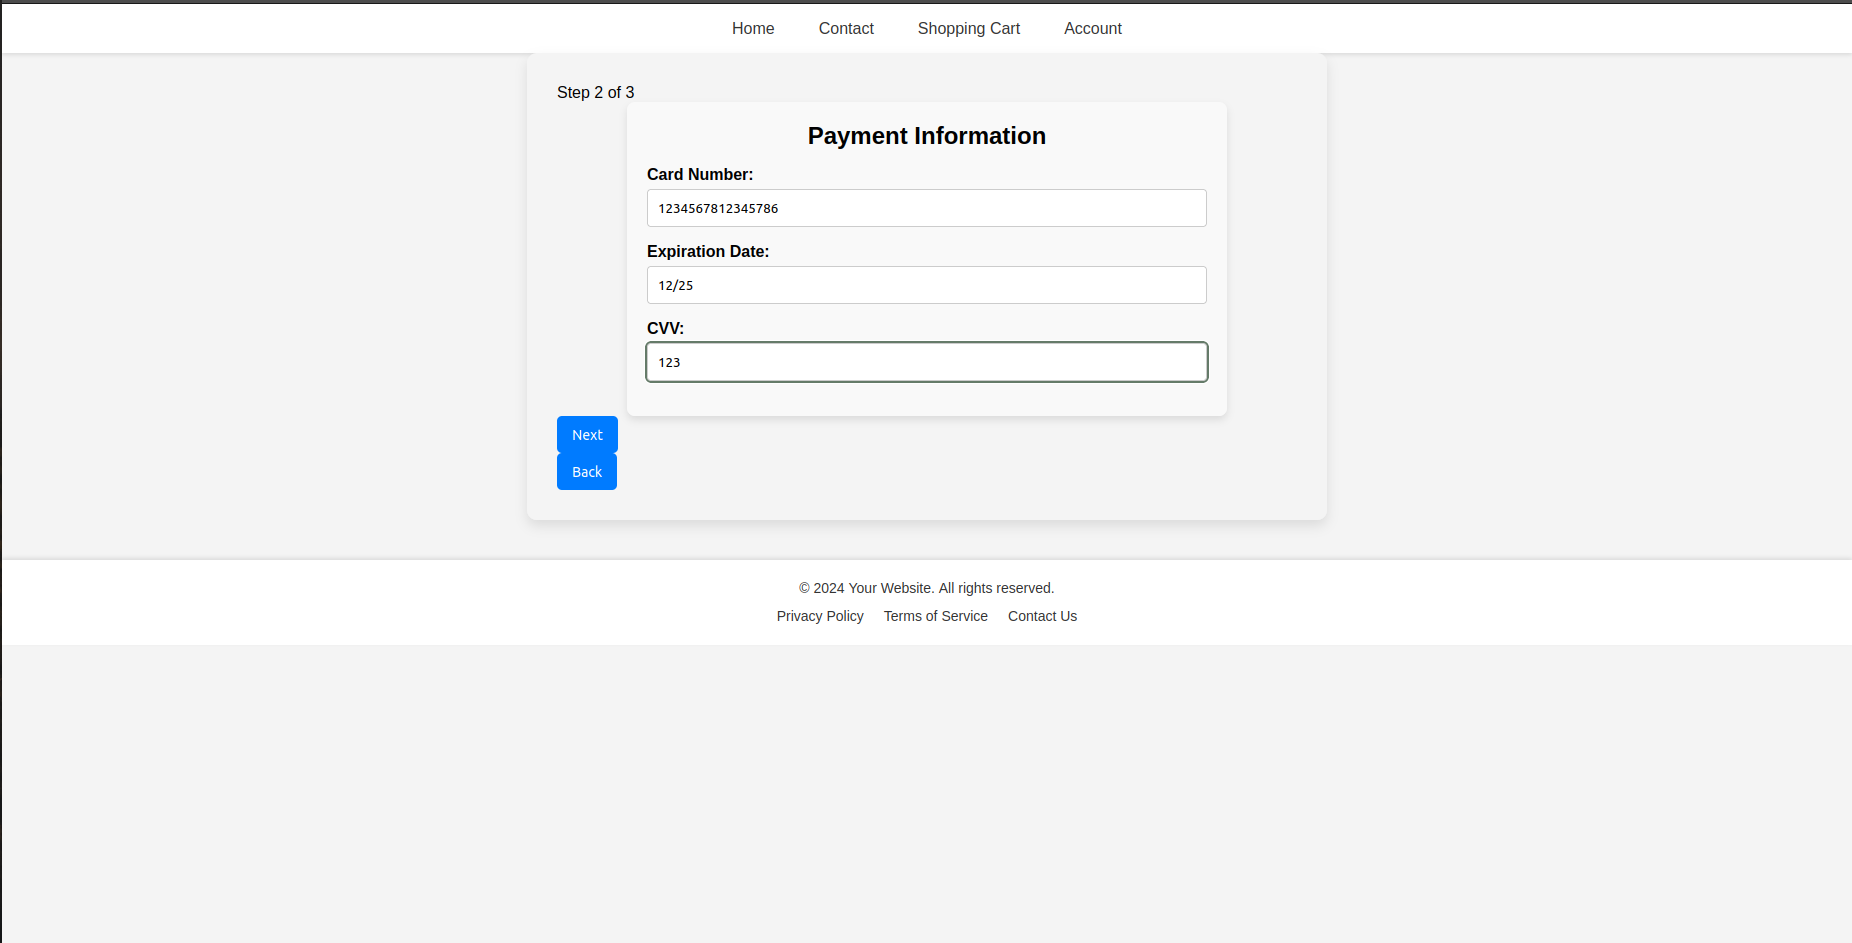 Home Contact Shopping Cart Account
Step 2 of 3
Payment Information
Card Number:
1234567812345786
Expiration Date:
12/25
CVV:
123
Next
Back
© 2024 Your Website. All rights reserved.
Privacy Policy Terms of Service Contact Us